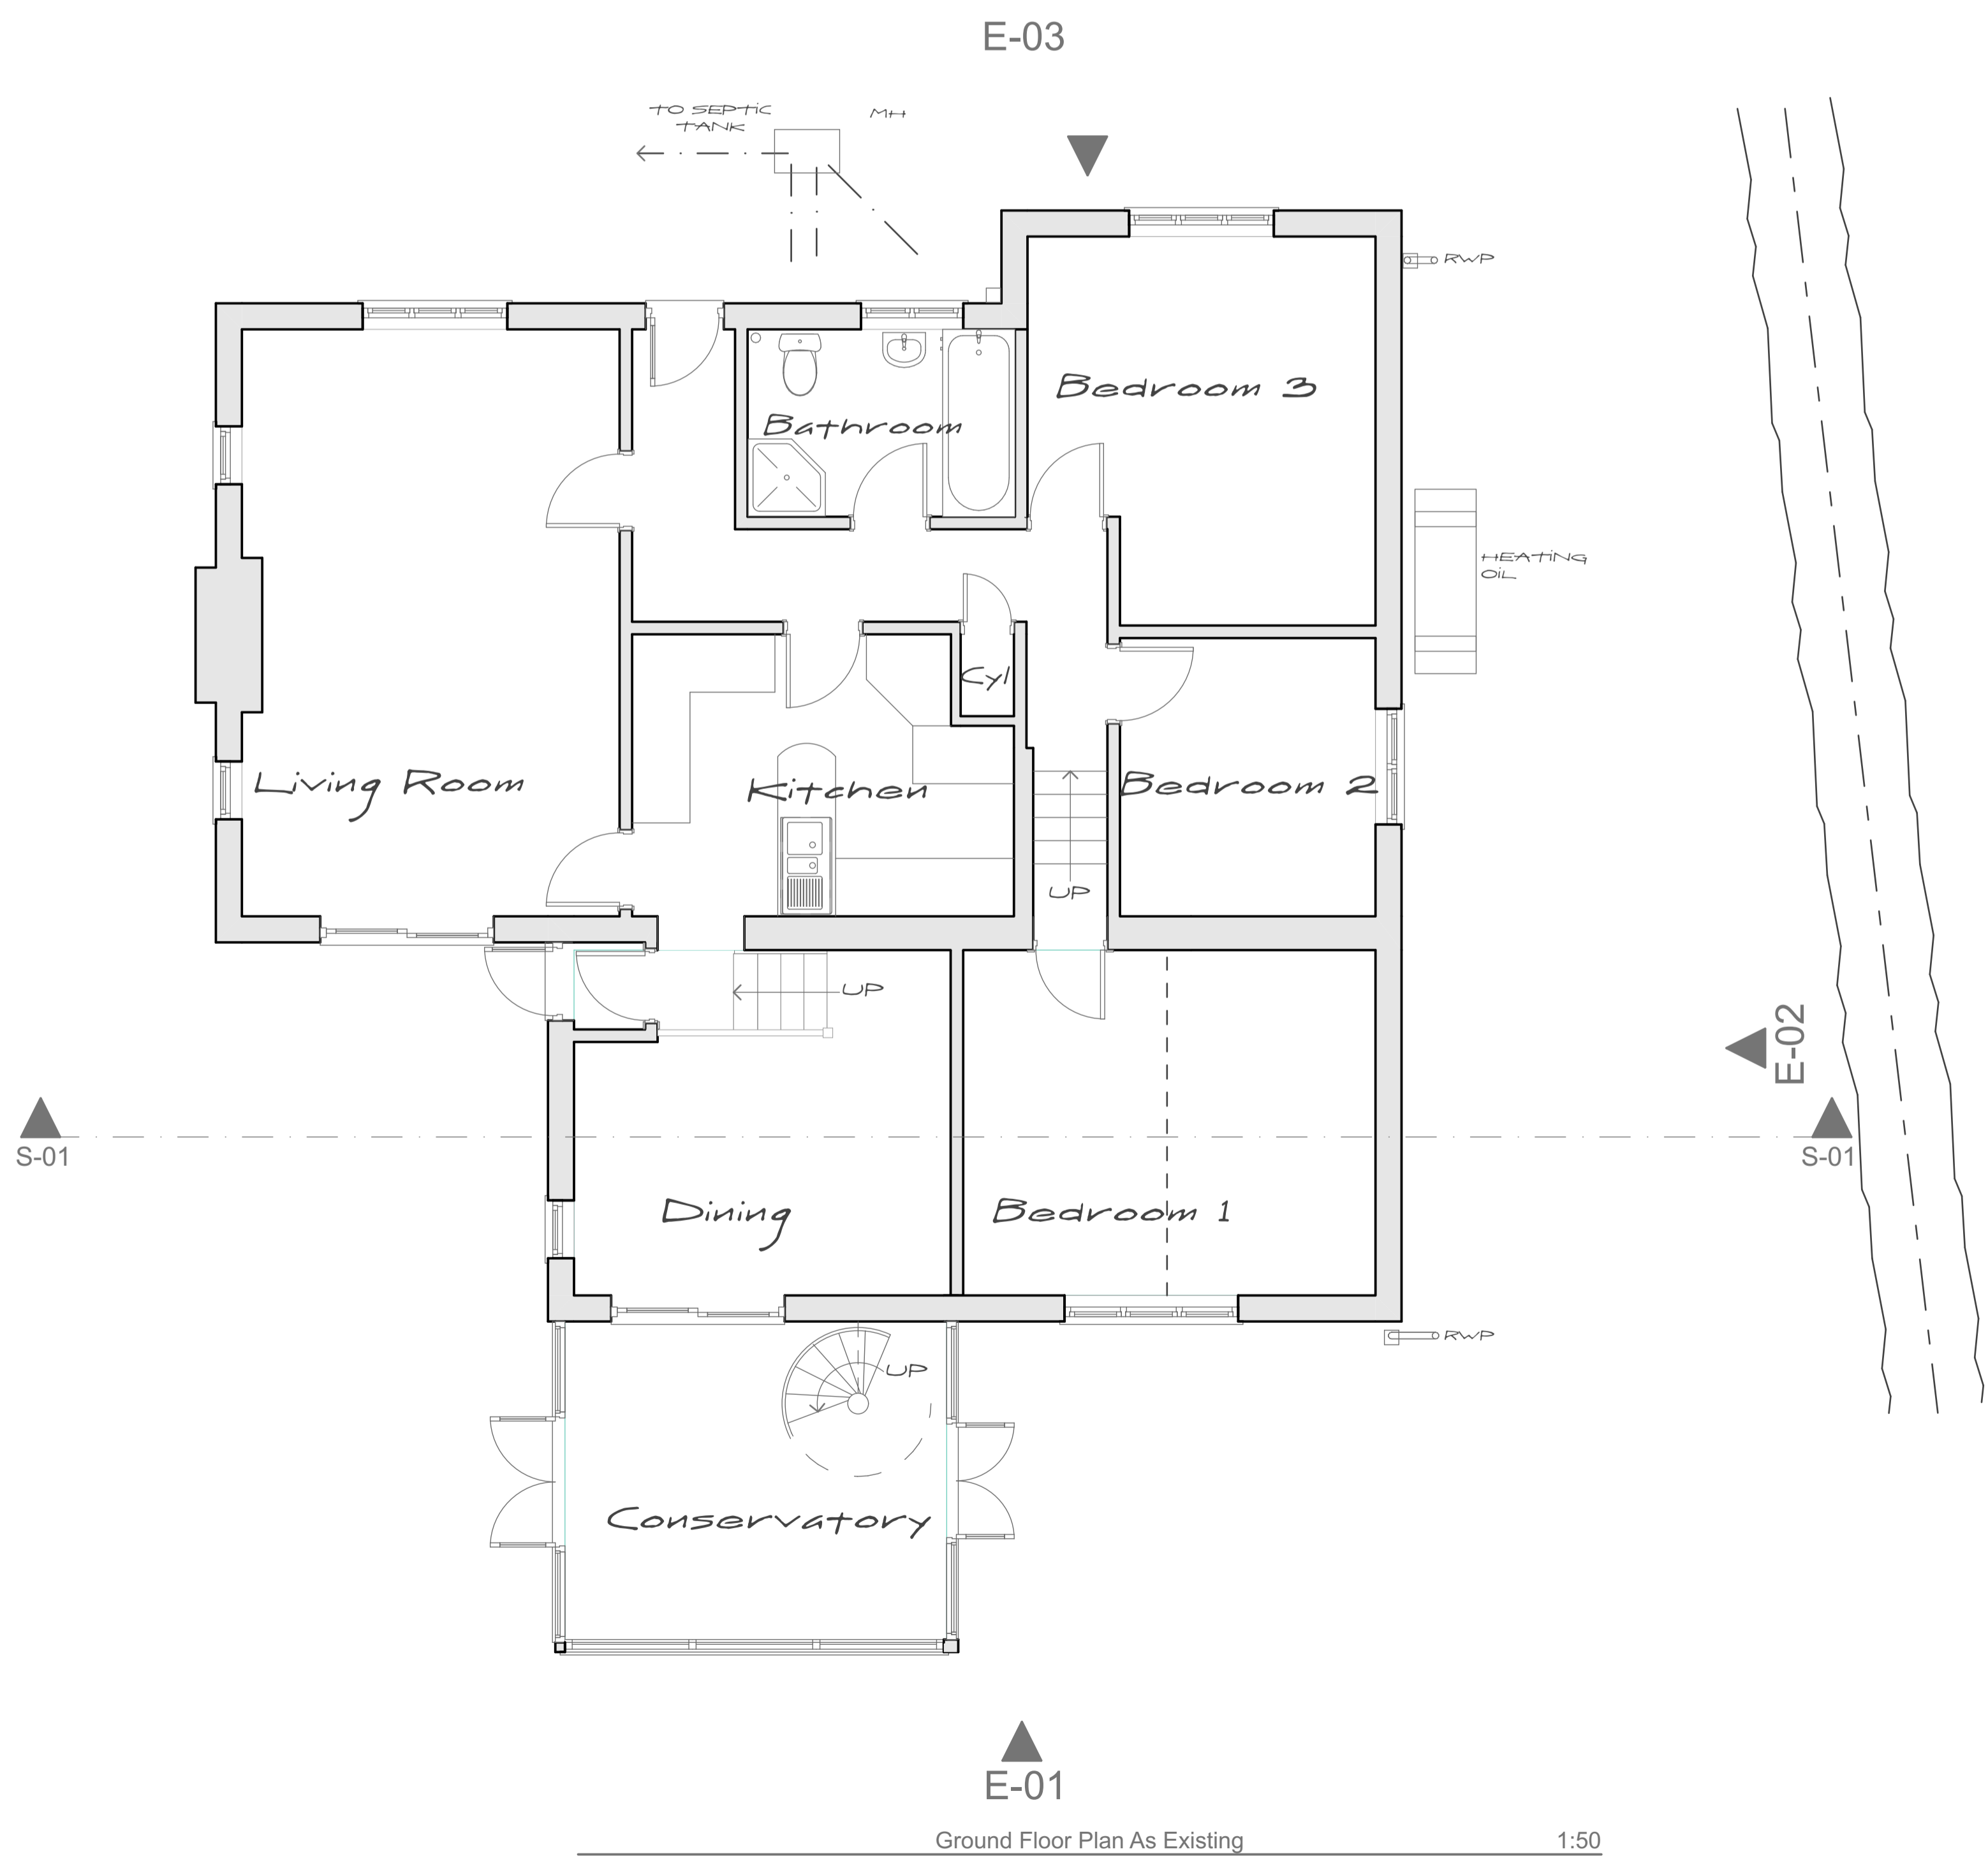 E-03
TO SEPTIC
TANK
MH
RWP
Bedroom 3
Bathroom
HEATING
OIL
Cyl
Living Room
Kitchen
Bedroom 2
UP
UP
E-02
S-01
S-01
Dining
Bedroom 1
RWP
UP
Conservatory
E-01
Ground Floor Plan As Existing
1:50